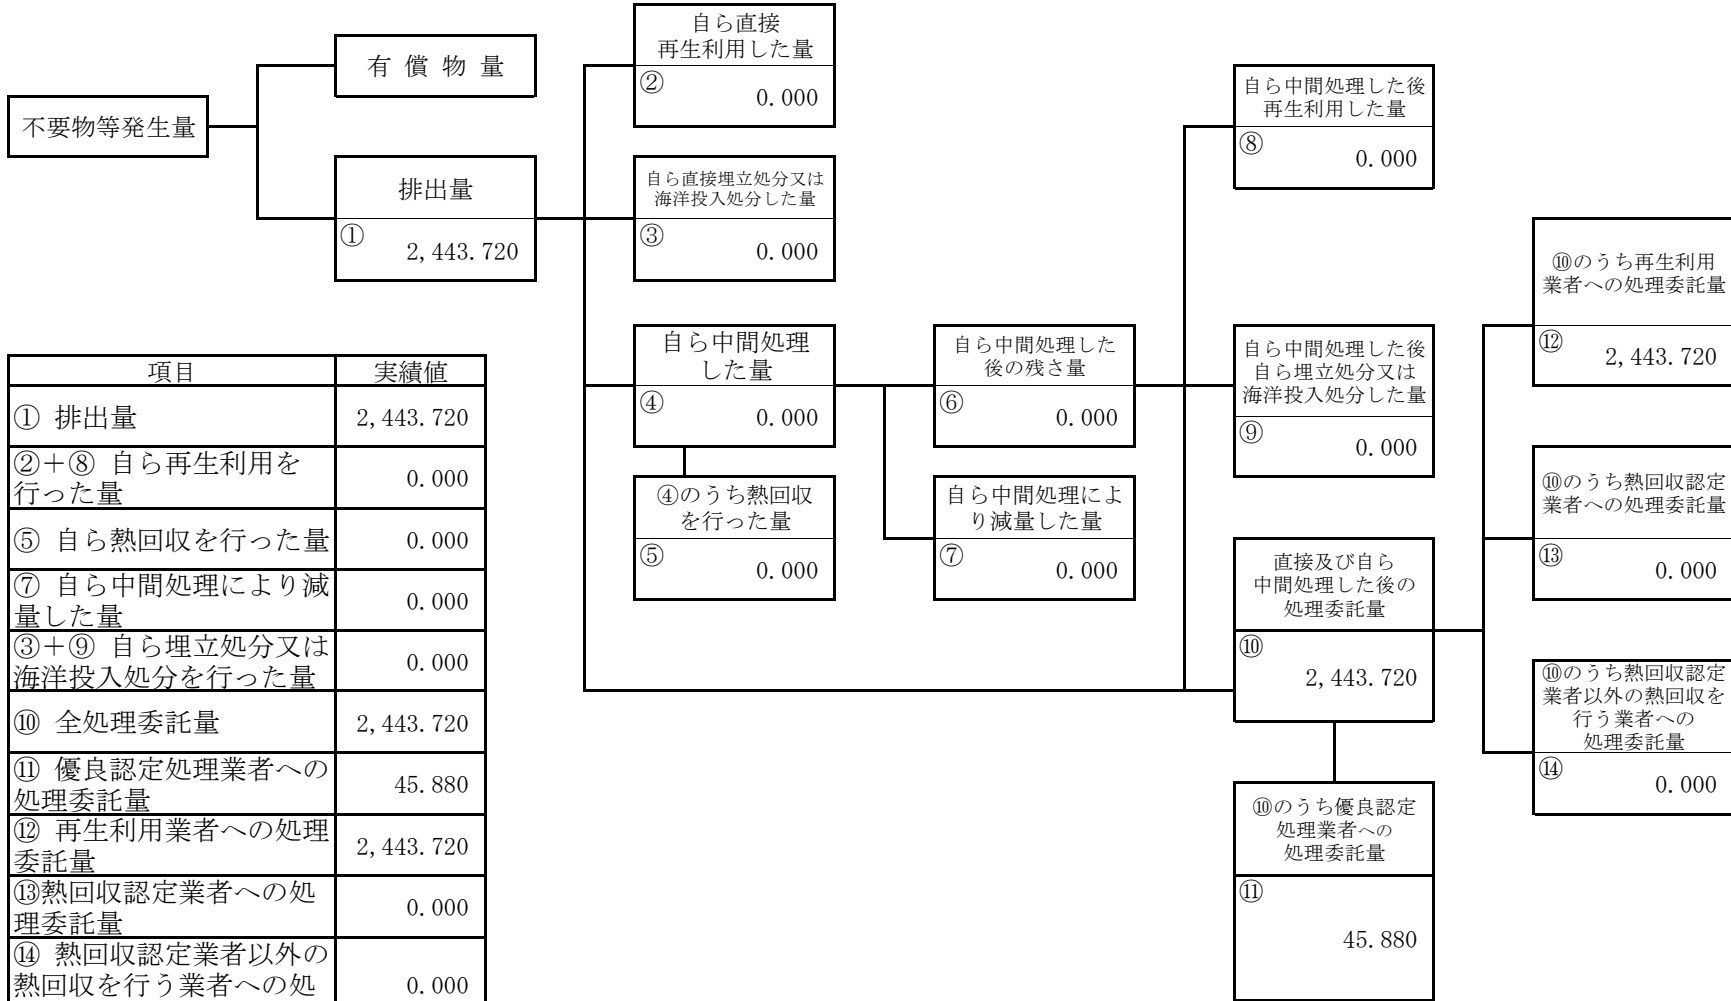 不要物等発生量
有 償 物 量
排出量
①
2,443.720
自ら直接
再生利用した量
②
0.000
自ら直接埋立処分又は
海洋投入処分した量
③
0.000
自ら中間処理
した量
④
0.000
④のうち熱回収
を行った量
⑤
0.000
自ら中間処理した
後の残さ量
⑥
0.000
自ら中間処理によ
り減量した量
⑦
0.000
自ら中間処理した後
再生利用した量
⑧
0.000
自ら中間処理した後
自ら埋立処分又は
海洋投入処分した量
⑨
0.000
直接及び自ら
中間処理した後の
処理委託量
⑩
2,443.720
⑩のうち優良認定
処理業者への
処理委託量
⑪
45.880
⑩のうち再生利用
業者への処理委託量
⑫
2,443.720
⑩のうち熱回収認定
業者への処理委託量
⑬
0.000
⑩のうち熱回収認定
業者以外の熱回収を
行う業者への
処理委託量
⑭
0.000
項目 実績値
① 排出量 2,443.720
②+⑧ 自ら再生利用を
行った量 0.000
⑤ 自ら熱回収を行った量 0.000
⑦ 自ら中間処理により減
量した量 0.000
③+⑨ 自ら埋立処分又は
海洋投入処分を行った量 0.000
⑩ 全処理委託量 2,443.720
⑪ 優良認定処理業者への
処理委託量 45.880
⑫ 再生利用業者への処理
委託量 2,443.720
⑬熱回収認定業者への処
理委託量 0.000
⑭ 熱回収認定業者以外の
熱回収を行う業者への処 0.000